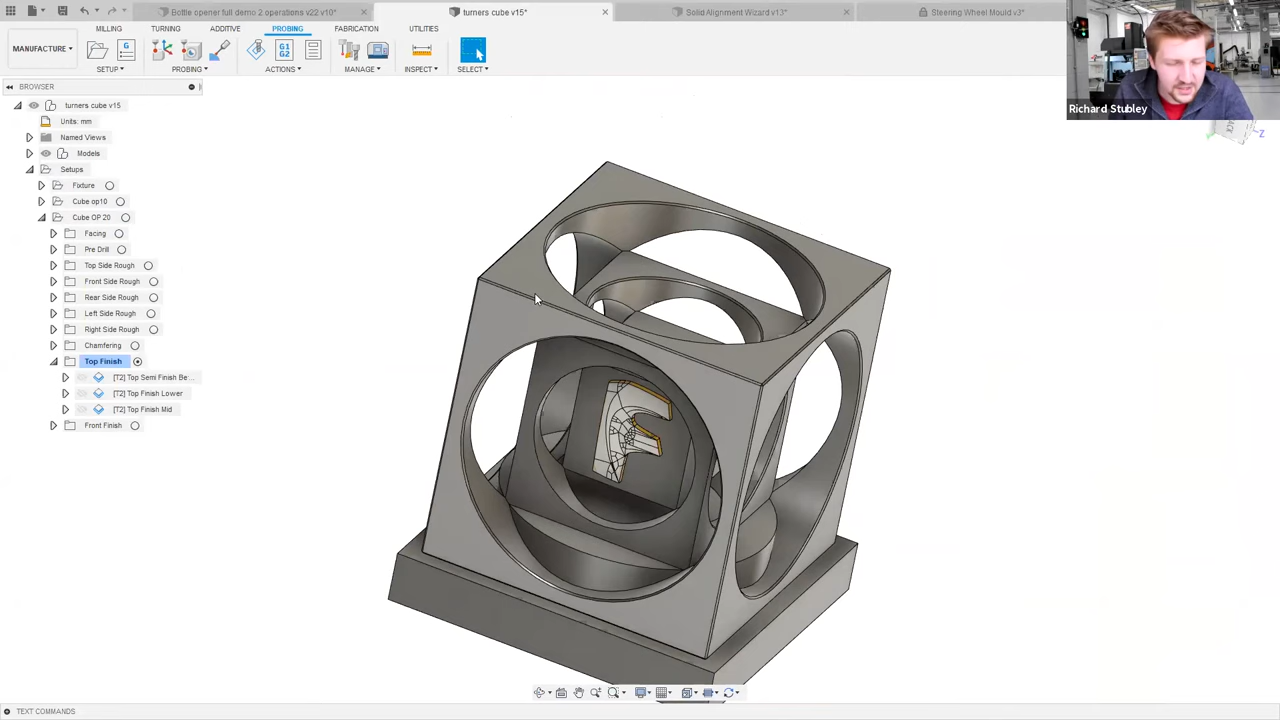 Bottle opener full demo 2 operations v22 v10*
turners cube v15*
Solid Alignment Wizard v13*
Steering Wheel Mould v3*
MANUFACTURE
MILLING
TURNING
ADDITIVE
PROBING
FABRICATION
UTILITIES
SETUP
PROBING
ACTIONS
MANAGE
INSPECT
SELECT
G1
G2
BROWSER
turners cube v15
Units: mm
Named Views
Models
Setups
Fixture
Cube op10
Cube OP 20
Facing
Pre Drill
Top Side Rough
Front Side Rough
Rear Side Rough
Left Side Rough
Right Side Rough
Chamfering
Top Finish
[T2] Top Semi Finish Be...
[T2] Top Finish Lower
[T2] Top Finish Mid
Front Finish
Richard Stubley
Z
F
TEXT COMMANDS